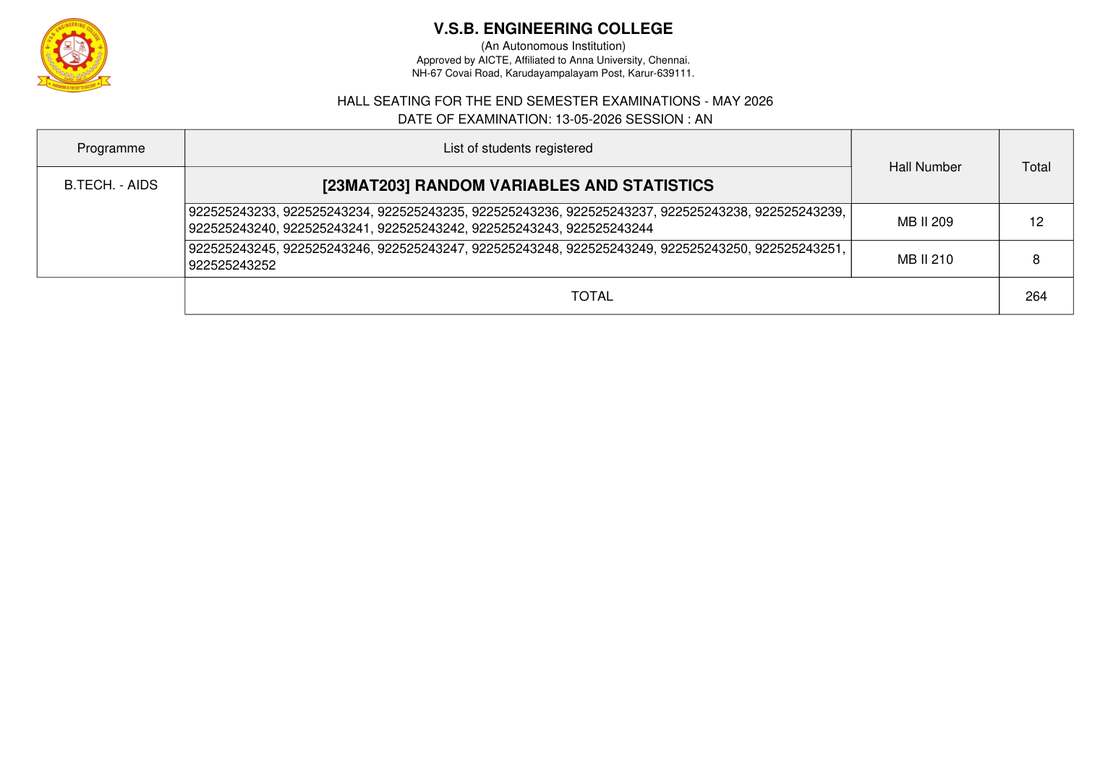 V.S.B. ENGINEERING COLLEGE
(An Autonomous Institution)
Approved by AICTE, Affiliated to Anna University, Chennai.
NH-67 Covai Road, Karudayampalayam Post, Karur-639111.
HALL SEATING FOR THE END SEMESTER EXAMINATIONS - MAY 2026
DATE OF EXAMINATION: 13-05-2026 SESSION : AN
Programme
List of students registered
Hall Number
Total
B.TECH. - AIDS
[23MAT203] RANDOM VARIABLES AND STATISTICS
922525243233, 922525243234, 922525243235, 922525243236, 922525243237, 922525243238, 922525243239,
922525243240, 922525243241, 922525243242, 922525243243, 922525243244
MB II 209
12
922525243245, 922525243246, 922525243247, 922525243248, 922525243249, 922525243250, 922525243251,
922525243252
MB II 210
8
TOTAL
264